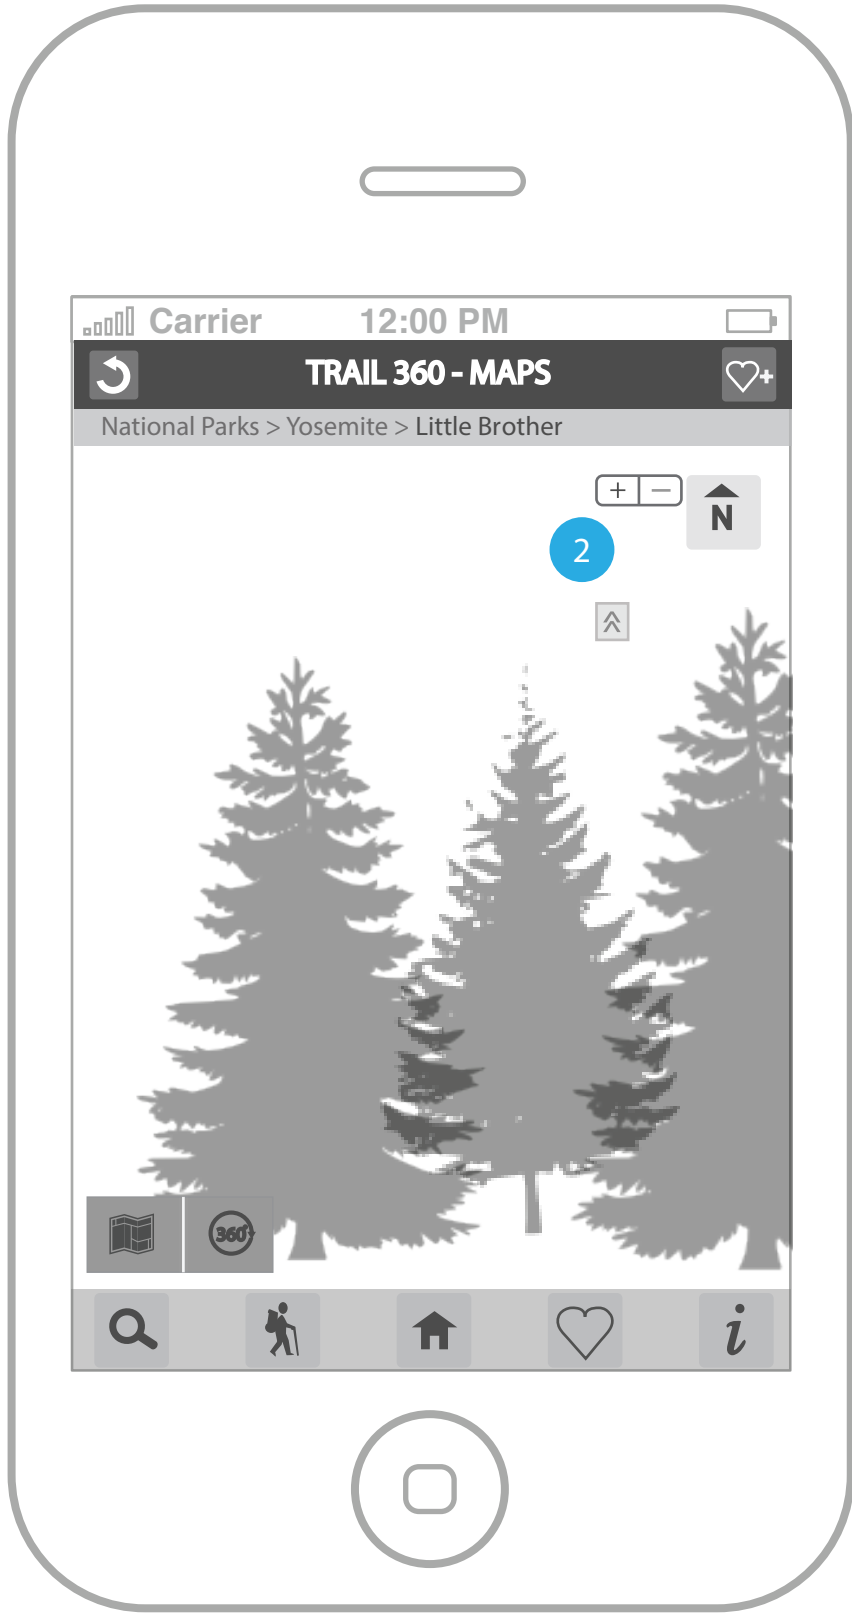 Carrier 12:00 PM
TRAIL 360 - MAPS
National Parks > Yosemite > Little Brother
+ −
N
2
360°
i